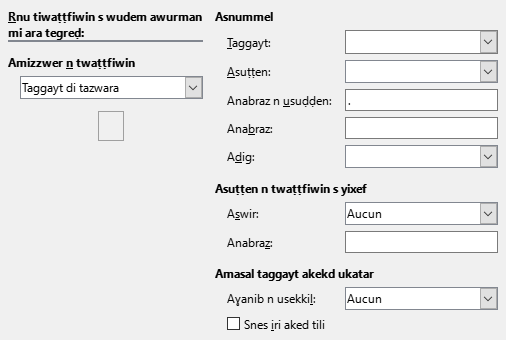 Rnu tiwaṭṭfiwin s wudem awurman
mi ara tegreḍ:
Amizzwer n twaṭṭfiwin
Taggayt di tazwara
Asnummel
Taggayt:
Asuṭṭen:
Anabraz n usuḍḍen:
.
Anabraz:
Adig:
Asuṭṭen n twaṭṭfiwin s yixef
Aswir:
Aucun
Anabraz:
Amasal taggayt akekd ukatar
Aɣanib n usekkil:
Aucun
Snes iri aked tili